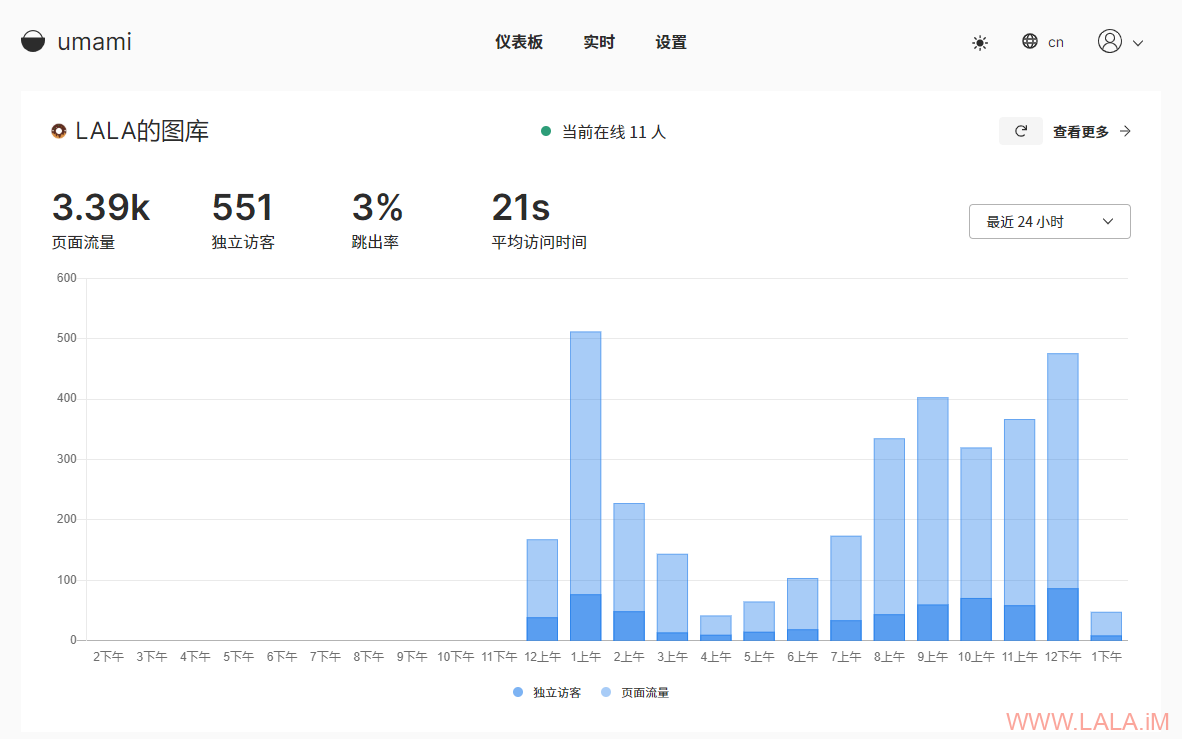 umami
仪表板 实时 设置
cn
LALA的图库
当前在线 11 人
查看更多
3.39k 551 3% 21s
页面流量 独立访客 跳出率 平均访问时间
最近 24 小时
600
500
400
300
200
100
0
2下午 3下午 4下午 5下午 6下午 7下午 8下午 9下午 10下午 11下午 12上午 1上午 2上午 3上午 4上午 5上午 6上午 7上午 8上午 9上午 10上午 11上午 12下午 1下午
独立访客 页面流量
WWW.LALA.iM